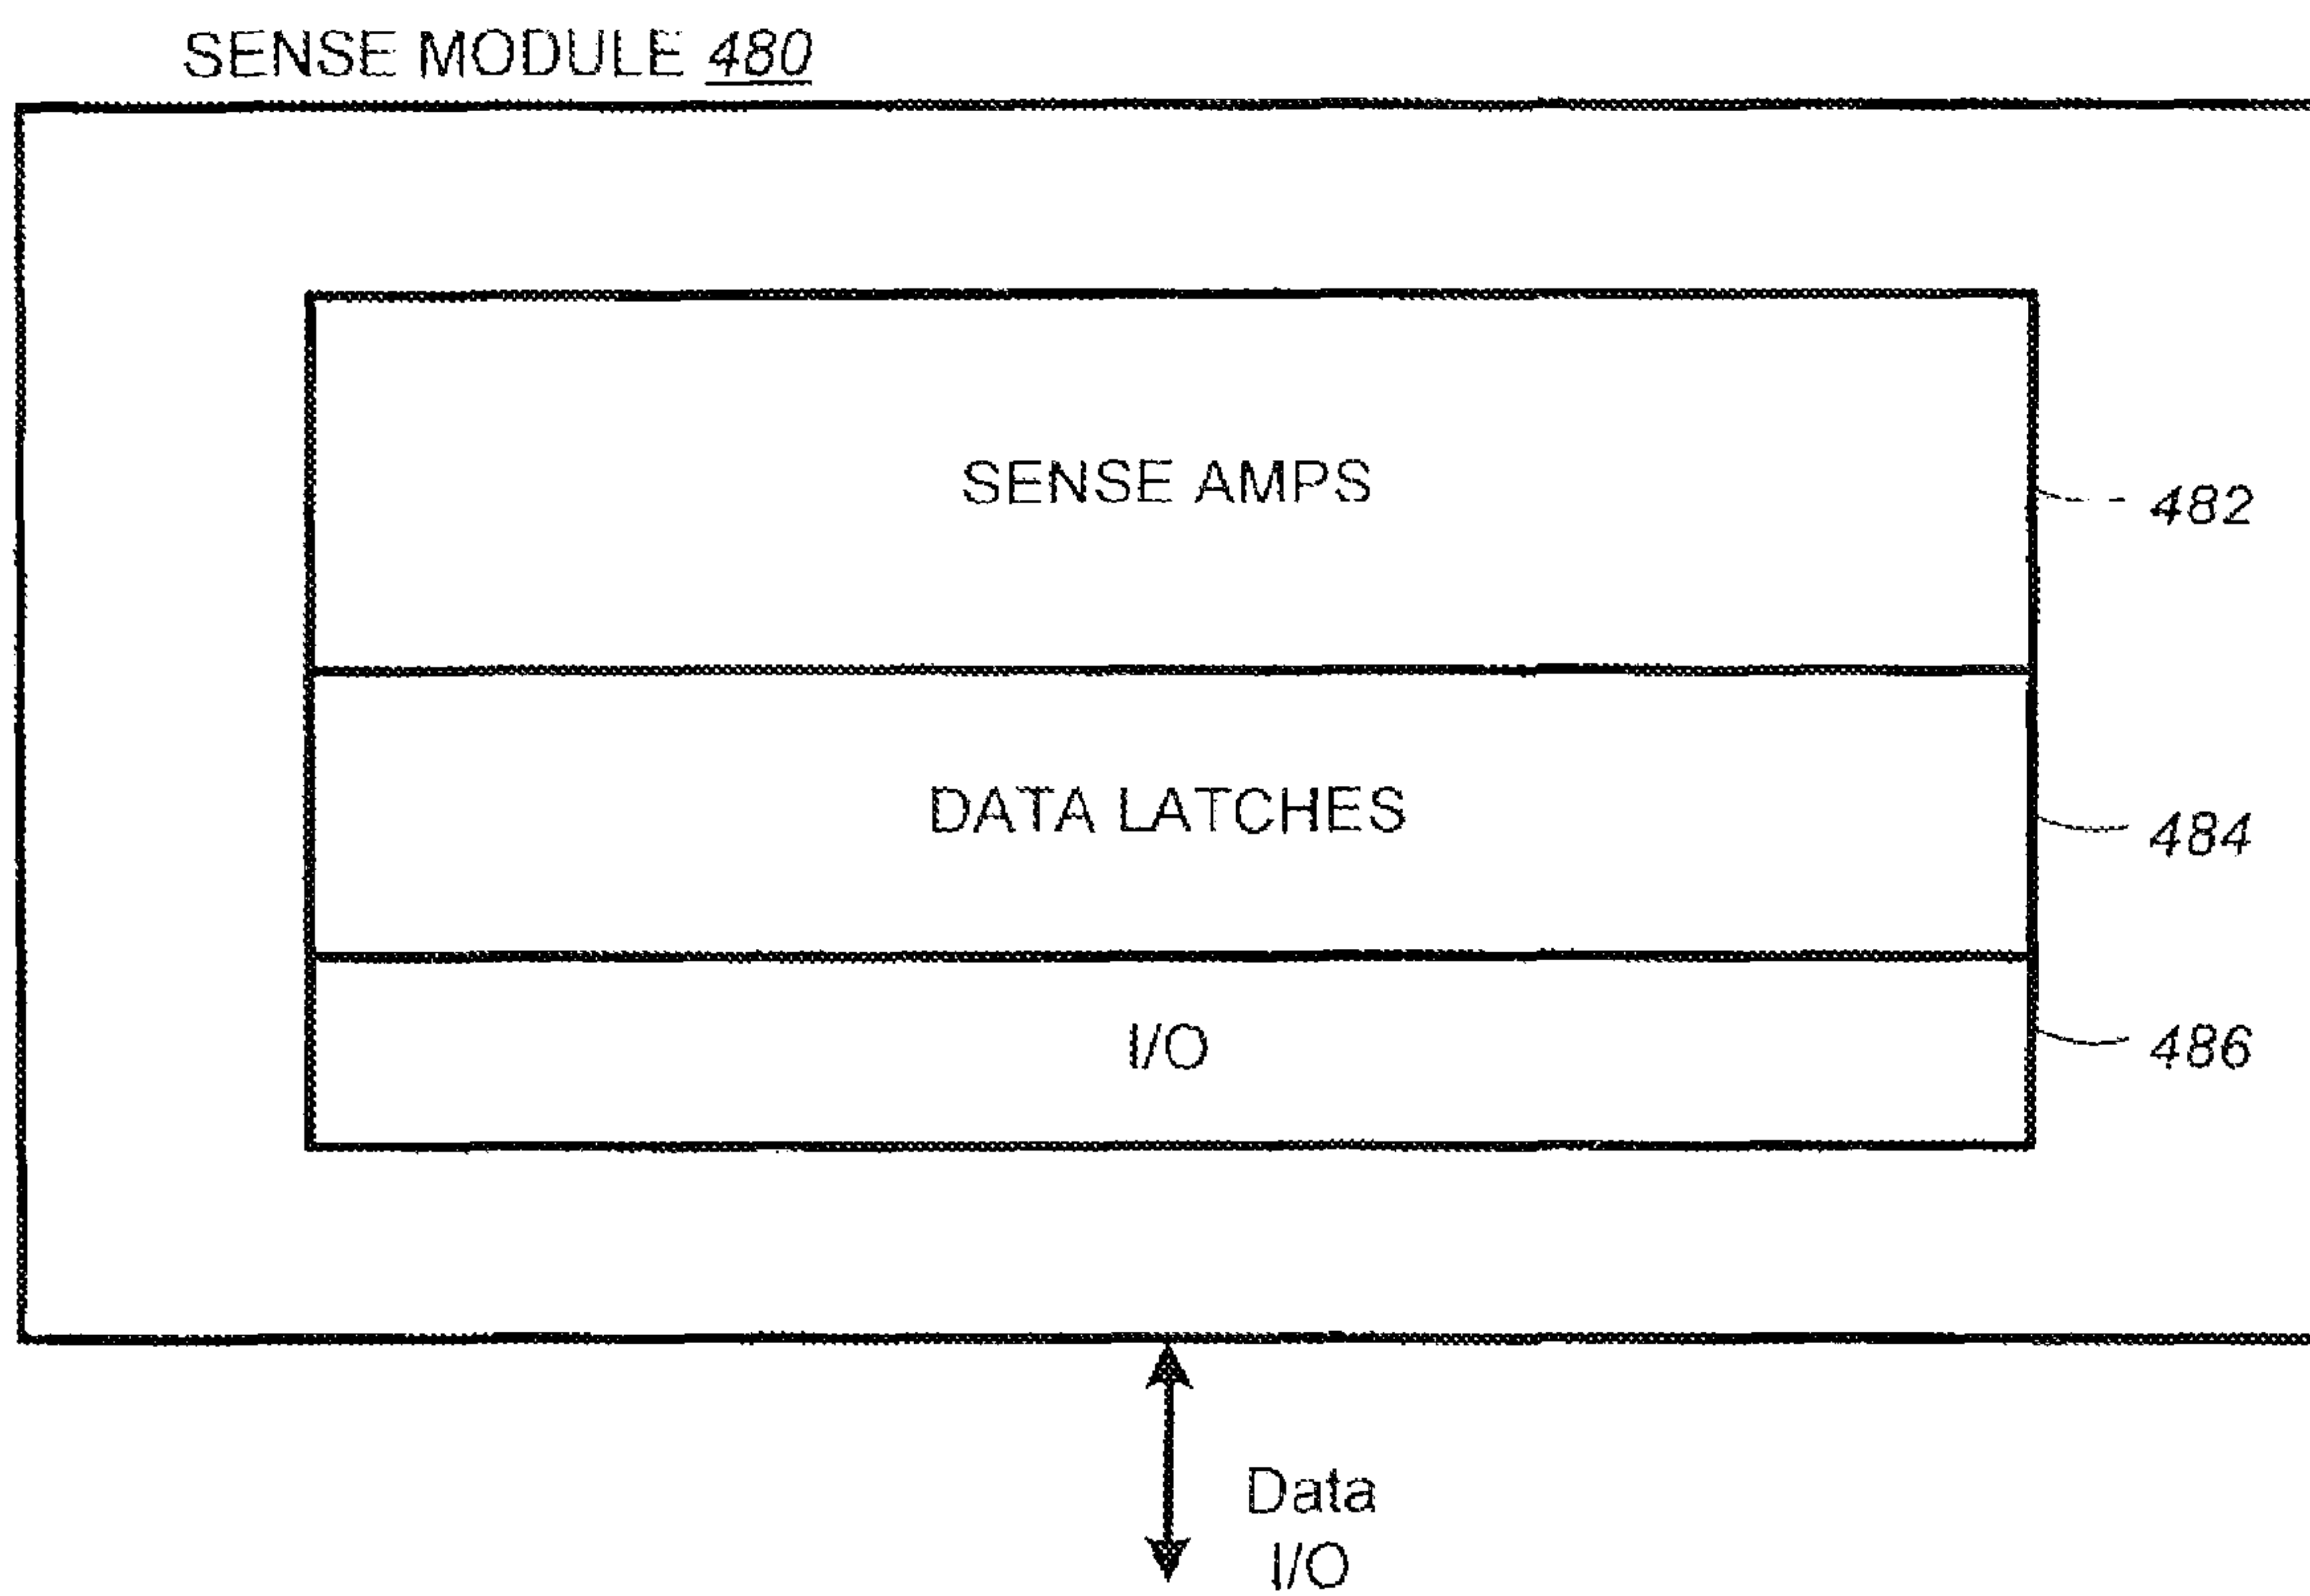 SENSE MODULE 480
SENSE AMPS
482
DATA LATCHES
484
I/O
486
Data
I/O